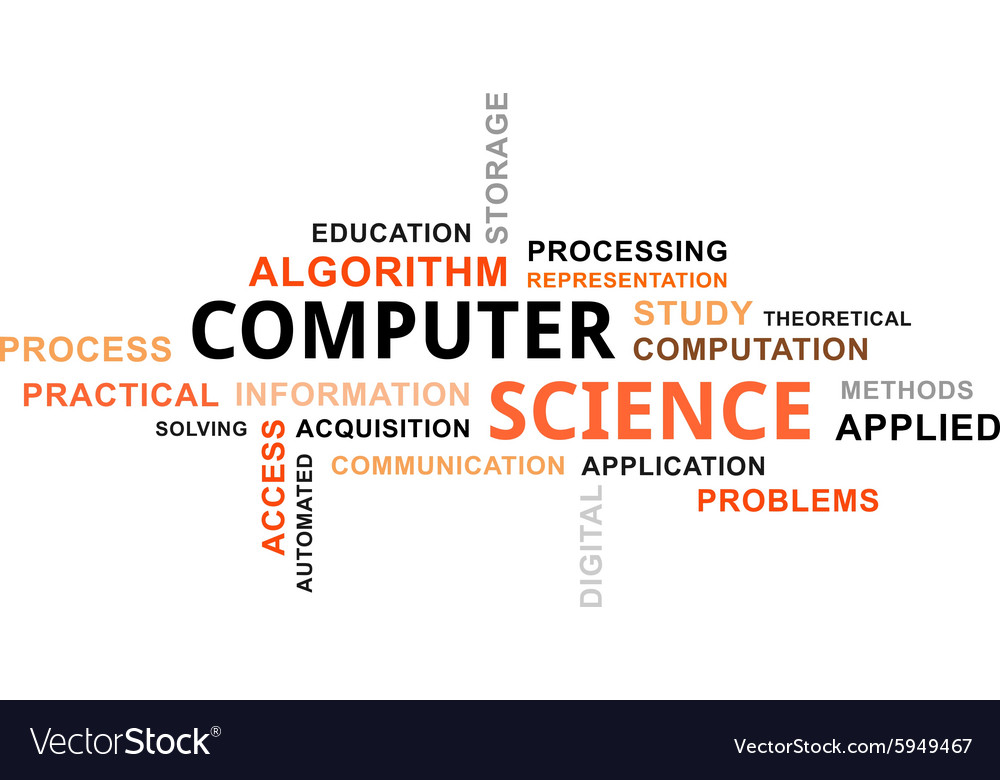 STORAGE
EDUCATION
PROCESSING
ALGORITHM
REPRESENTATION
COMPUTER
STUDY
THEORETICAL
PROCESS
COMPUTATION
PRACTICAL
INFORMATION
SCIENCE
METHODS
SOLVING
ACCESS
ACQUISITION
APPLIED
AUTOMATED
COMMUNICATION
APPLICATION
DIGITAL
PROBLEMS
VectorStock®
VectorStock.com/5949467